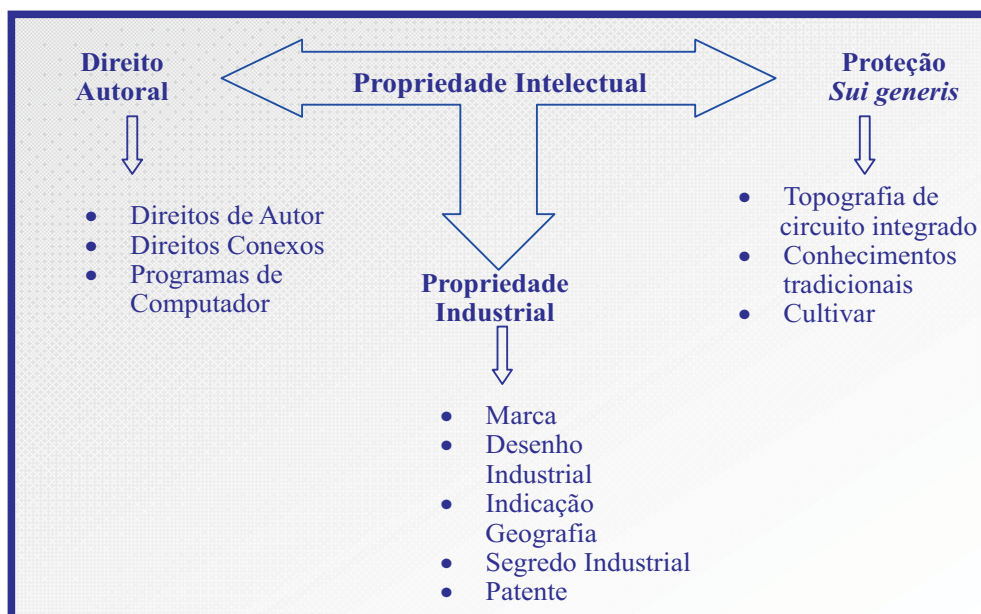 Direito
Autoral
Propriedade Intelectual
Proteção
Sui generis
• Direitos de Autor
• Direitos Conexos
• Programas de
Computador
Propriedade
Industrial
• Marca
• Desenho
Industrial
• Indicação
Geografia
• Segredo Industrial
• Patente
• Topografia de
circuito integrado
• Conhecimentos
tradicionais
• Cultivar